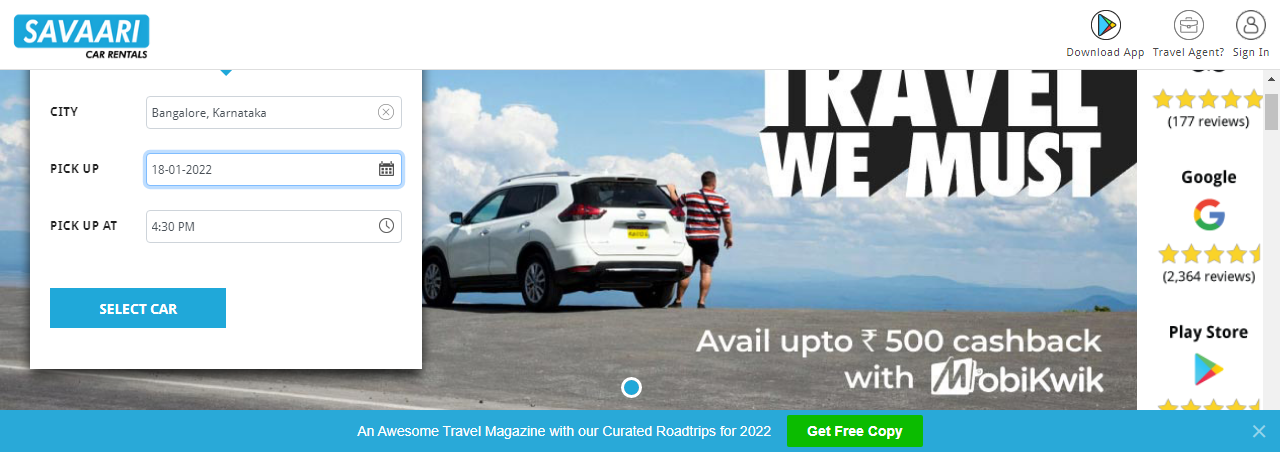 SAVAARI
CAR RENTALS
Download App
Travel Agent?
Sign In
CITY
Bangalore, Karnataka
PICK UP
18-01-2022
PICK UP AT
4:30 PM
SELECT CAR
TRAVEL
WE MUST
Avail upto ₹ 500 cashback
with MobiKwik
(177 reviews)
Google
G
(2,364 reviews)
Play Store
An Awesome Travel Magazine with our Curated Roadtrips for 2022
Get Free Copy